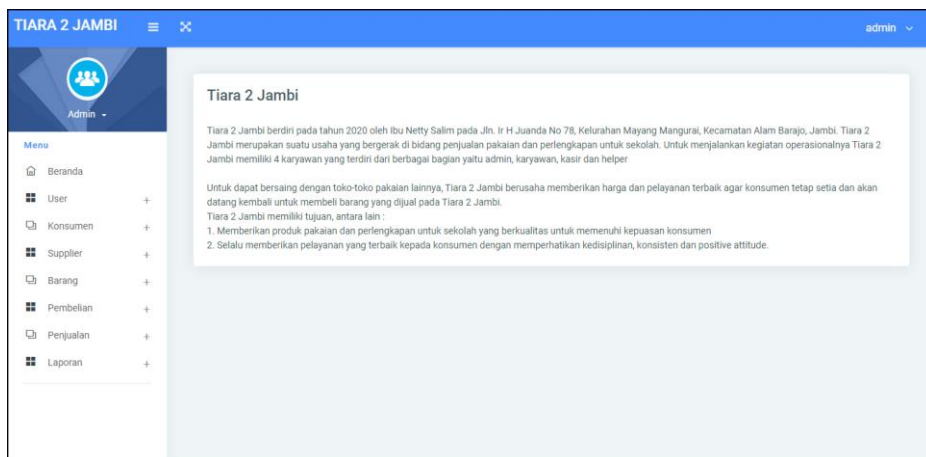 TIARA 2 JAMBI
admin
Admin
Menu
Beranda
User +
Konsumen +
Supplier +
Barang +
Pembelian +
Penjualan +
Laporan +
Tiara 2 Jambi
Tiara 2 Jambi berdiri pada tahun 2020 oleh Ibu Netty Salim pada Jln. Ir H Juanda No 78, Kelurahan Mayang Mangurai, Kecamatan Alam Barajo, Jambi. Tiara 2
Jambi merupakan suatu usaha yang bergerak di bidang penjualan pakaian dan perlengkapan untuk sekolah. Untuk menjalankan kegiatan operasionalnya Tiara 2
Jambi memiliki 4 karyawan yang terdiri dari berbagai bagian yaitu admin, karyawan, kasir dan helper
Untuk dapat bersaing dengan toko-toko pakaian lainnya, Tiara 2 Jambi berusaha memberikan harga dan pelayanan terbaik agar konsumen tetap setia dan akan
datang kembali untuk membeli barang yang dijual pada Tiara 2 Jambi.
Tiara 2 Jambi memiliki tujuan, antara lain :
1. Memberikan produk pakaian dan perlengkapan untuk sekolah yang berkualitas untuk memenuhi kepuasan konsumen
2. Selalu memberikan pelayanan yang terbaik kepada konsumen dengan memperhatikan kedisiplinan, konsisten dan positive attitude.